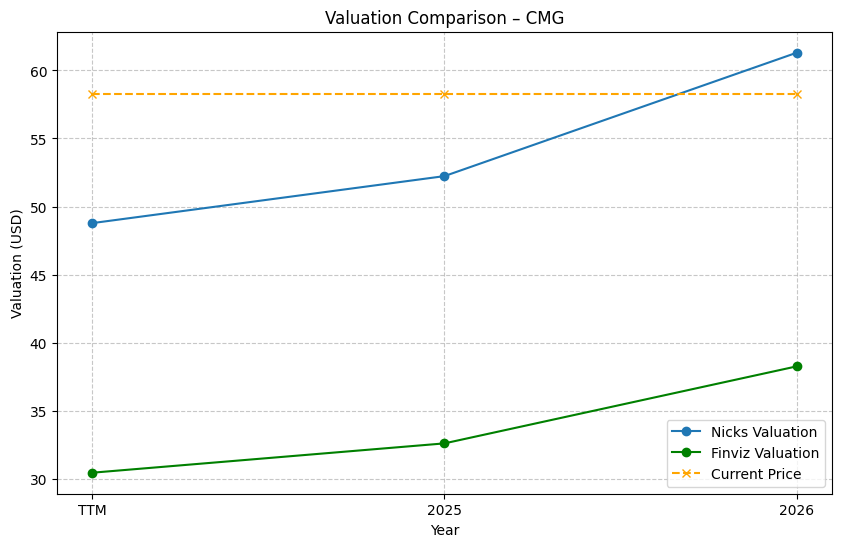 Valuation Comparison – CMG
Valuation (USD)
60
55
50
45
40
35
30
TTM
2025
2026
Year
Nicks Valuation
Finviz Valuation
Current Price